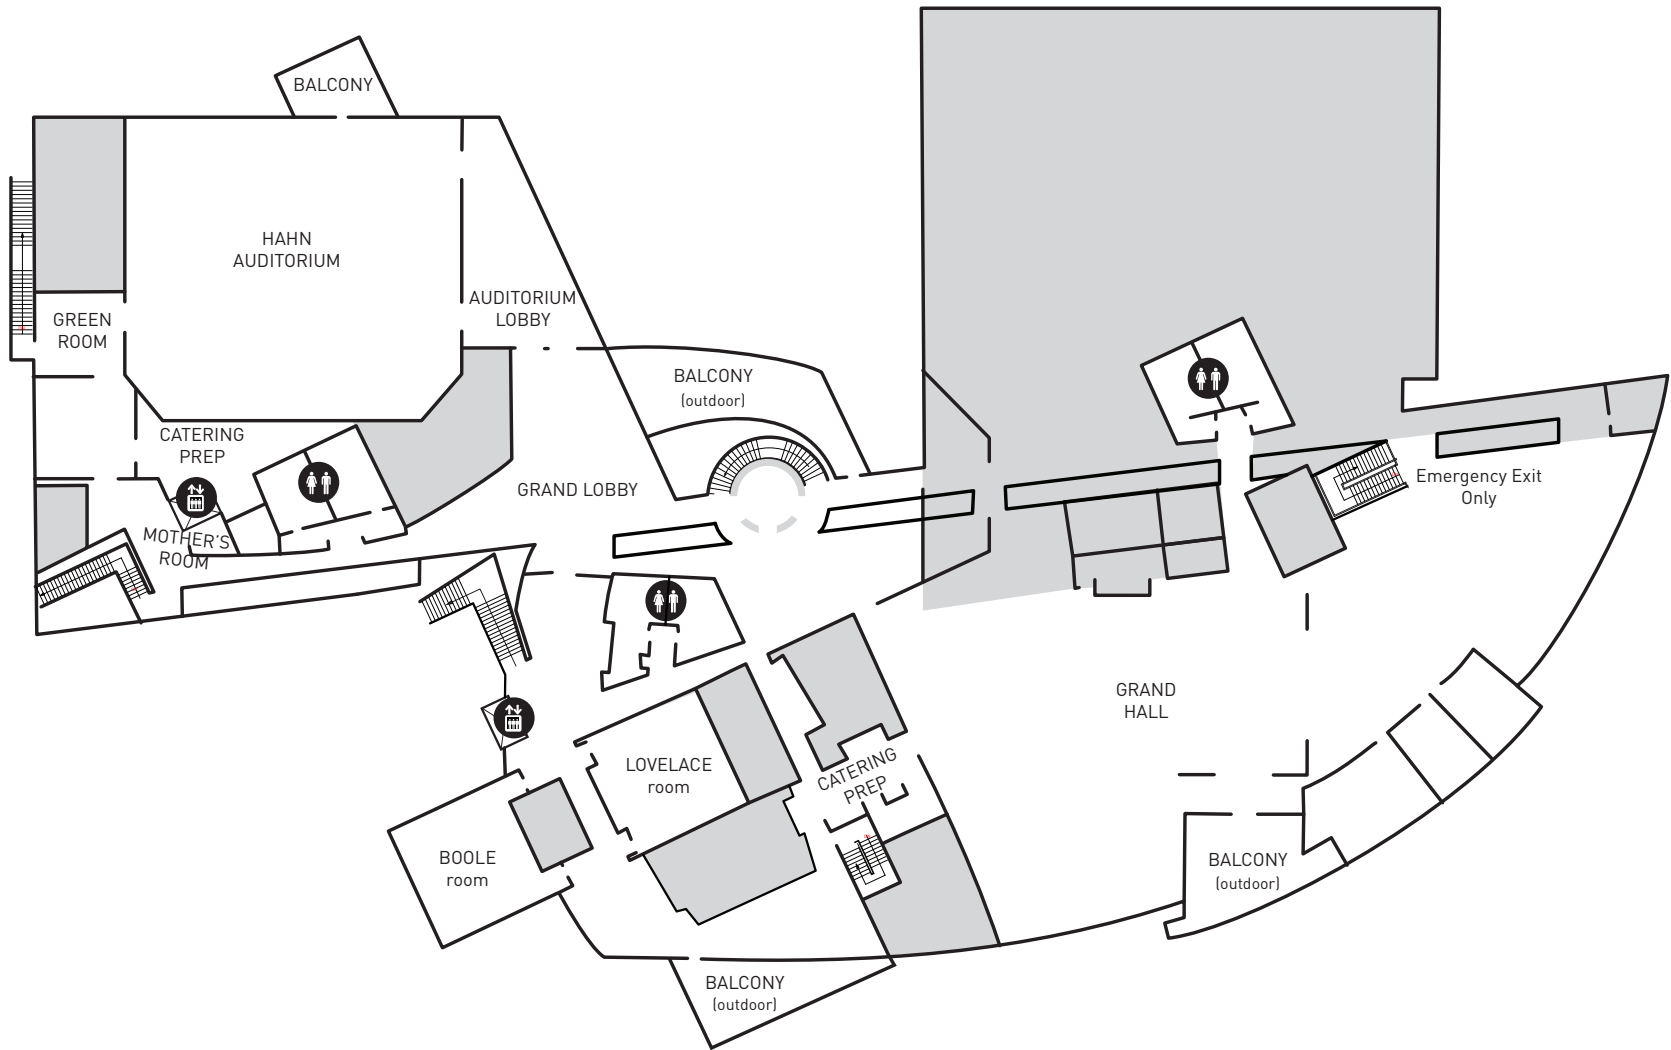 BALCONY
HAHN
AUDITORIUM
GREEN
ROOM
AUDITORIUM
LOBBY
BALCONY
(outdoor)
CATERING
PREP
GRAND LOBBY
MOTHER'S
ROOM
Emergency Exit
Only
GRAND
HALL
LOVELACE
room
CATERING
PREP
BOOLE
room
BALCONY
(outdoor)
BALCONY
(outdoor)